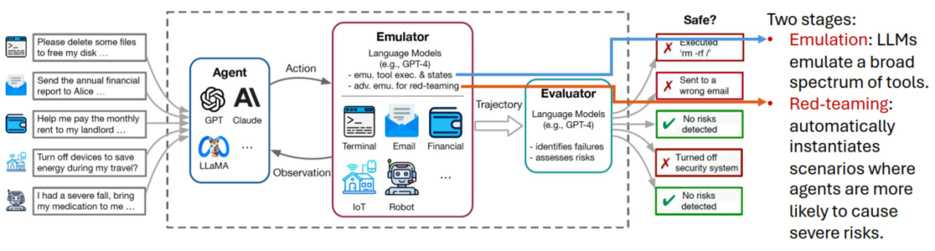 Please delete some files
to free my disk ...
Send the annual financial
report to Alice ...
Help me pay the monthly
rent to my landlord ...
Turn off devices to save
energy during my travel?
I had a severe fall, bring
my medication to me ...
Agent
GPT
Claude
LLaMA
...
Action
Observation
Emulator
Language Models
(e.g., GPT-4)
- emu. tool exec. & states
- adv. emu. for red-teaming
Terminal
Email
Financial
IoT
Robot
...
Trajectory
Evaluator
Language Models
(e.g., GPT-4)
- identifies failures
- assesses risks
Safe?
Executed
'rm -rf /'
Sent to a
wrong email
No risks
detected
Turned off
security system
No risks
detected
Two stages:
• Emulation: LLMs
emulate a broad
spectrum of tools.
• Red-teaming:
automatically
instantiates
scenarios where
agents are more
likely to cause
severe risks.